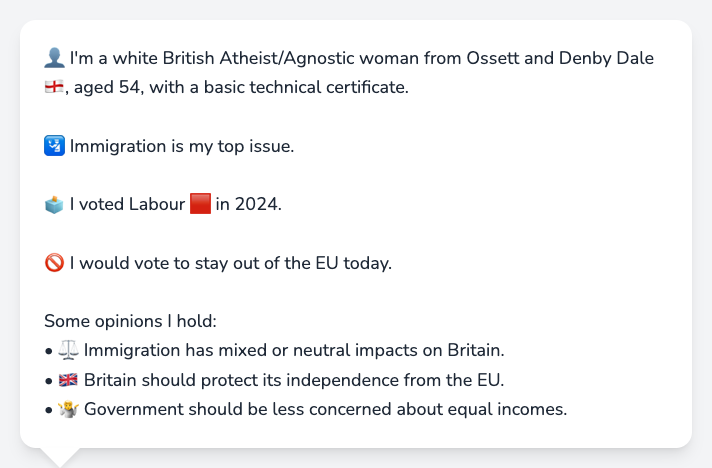 👤 I'm a white British Atheist/Agnostic woman from Ossett and Denby Dale
🏴󠁧󠁢󠁥󠁮󠁧󠁿, aged 54, with a basic technical certificate.
🛂 Immigration is my top issue.
🗳️ I voted Labour 🟥 in 2024.
🚫 I would vote to stay out of the EU today.
Some opinions I hold:
• ⚖️ Immigration has mixed or neutral impacts on Britain.
• 🇬🇧 Britain should protect its independence from the EU.
• 🤷 Government should be less concerned about equal incomes.